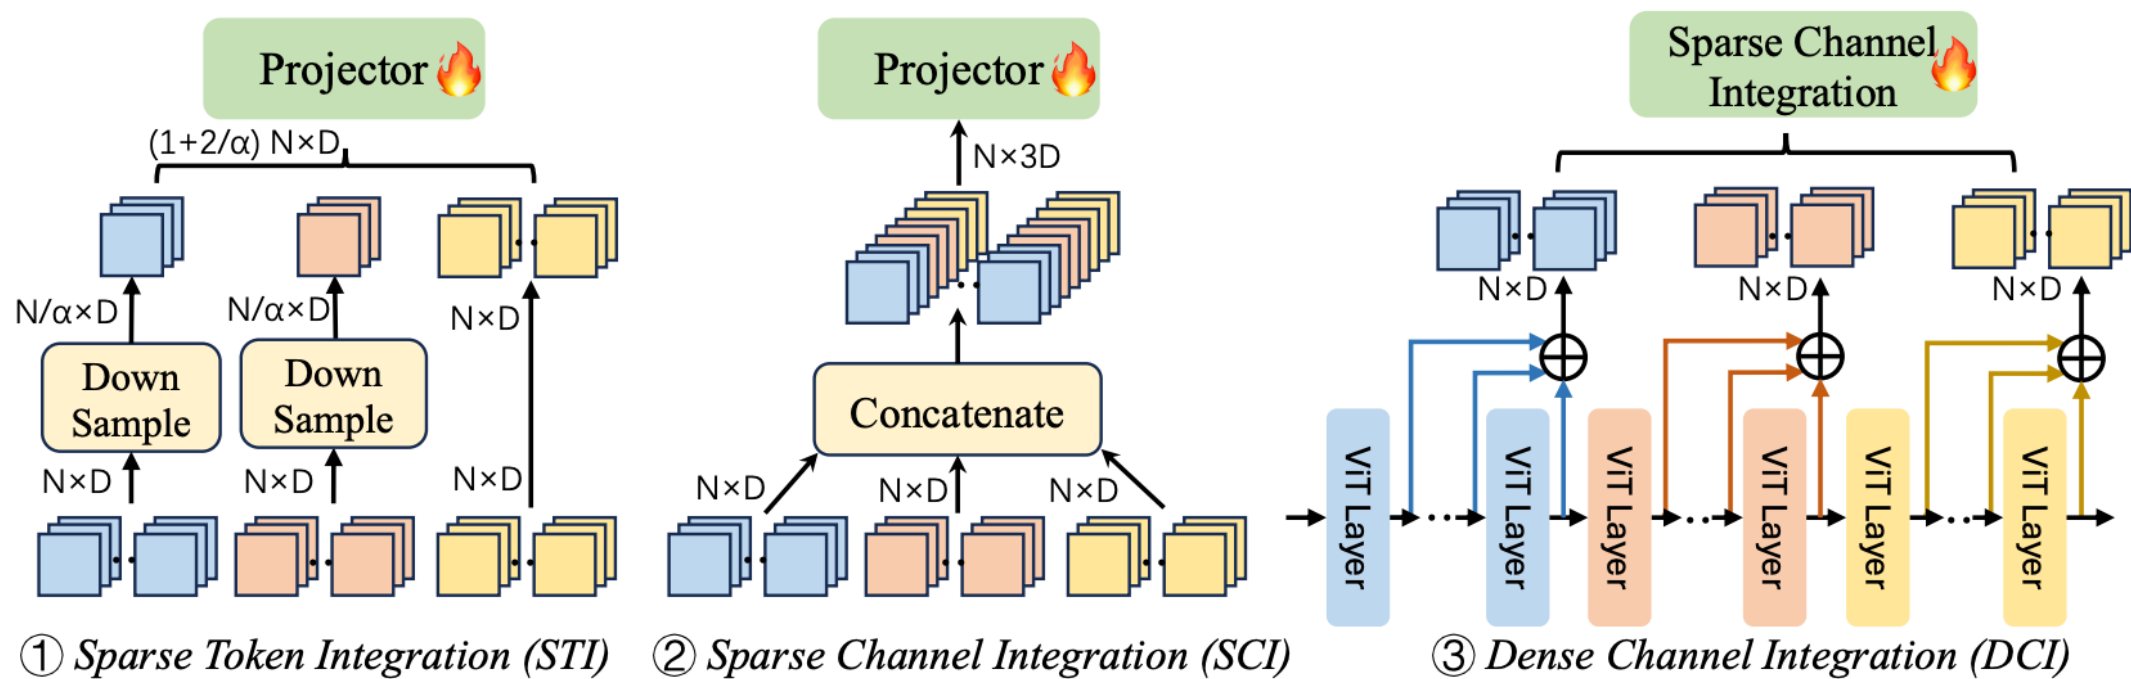 Projector
(1+2/α) N×D
N/α×D
N/α×D
N×D
Down
Sample
Down
Sample
N×D
N×D
N×D
① Sparse Token Integration (STI)
Projector
N×3D
Concatenate
N×D
N×D
N×D
② Sparse Channel Integration (SCI)
Sparse Channel
Integration
N×D
N×D
N×D
ViT Layer
ViT Layer
ViT Layer
ViT Layer
ViT Layer
ViT Layer
③ Dense Channel Integration (DCI)